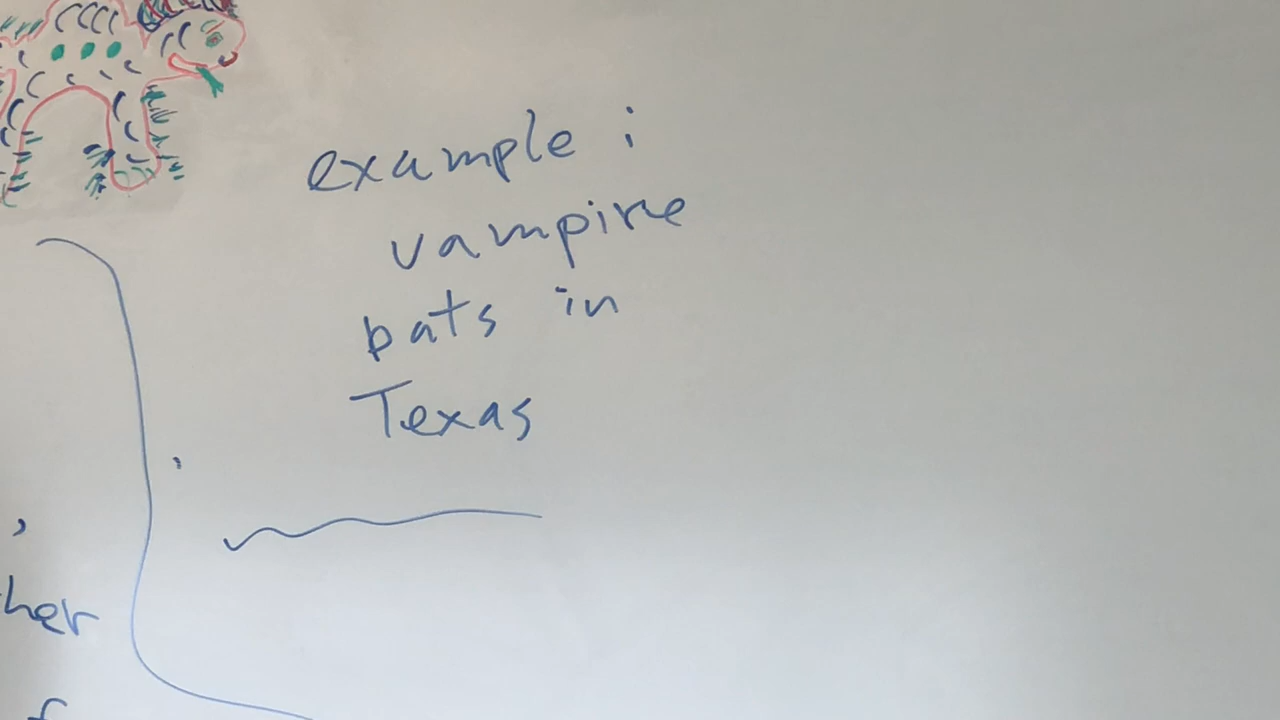 example :
vampire
bats in
Texas
,
her
f